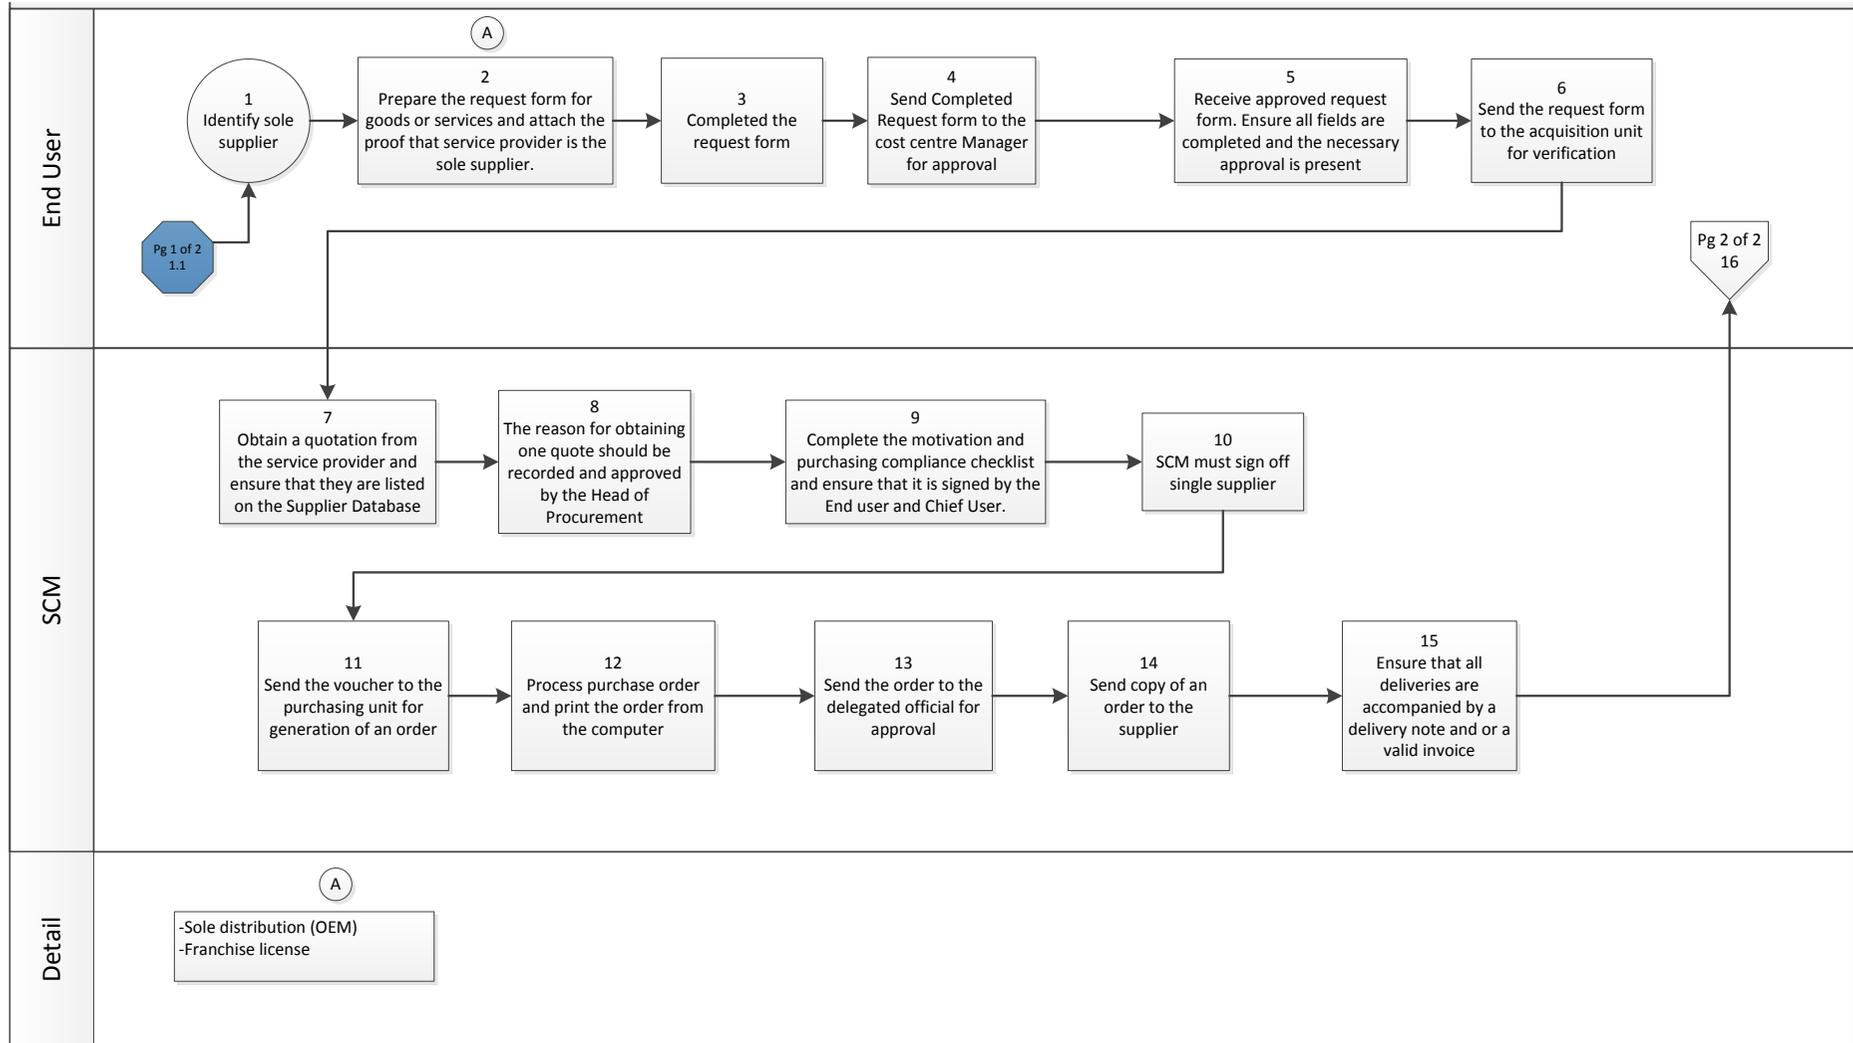 End User
A
1
Identify sole
supplier
2
Prepare the request form for
goods or services and attach the
proof that service provider is the
sole supplier.
3
Completed the
request form
4
Send Completed
Request form to the
cost centre Manager
for approval
5
Receive approved request
form. Ensure all fields are
completed and the necessary
approval is present
6
Send the request form
to the acquisition unit
for verification
Pg 1 of 2
1.1
Pg 2 of 2
16
SCM
7
Obtain a quotation from
the service provider and
ensure that they are listed
on the Supplier Database
8
The reason for obtaining
one quote should be
recorded and approved
by the Head of
Procurement
9
Complete the motivation and
purchasing compliance checklist
and ensure that it is signed by the
End user and Chief User.
10
SCM must sign off
single supplier
11
Send the voucher to the
purchasing unit for
generation of an order
12
Process purchase order
and print the order from
the computer
13
Send the order to the
delegated official for
approval
14
Send copy of an
order to the
supplier
15
Ensure that all
deliveries are
accompanied by a
delivery note and or a
valid invoice
Detail
A
-Sole distribution (OEM)
-Franchise license